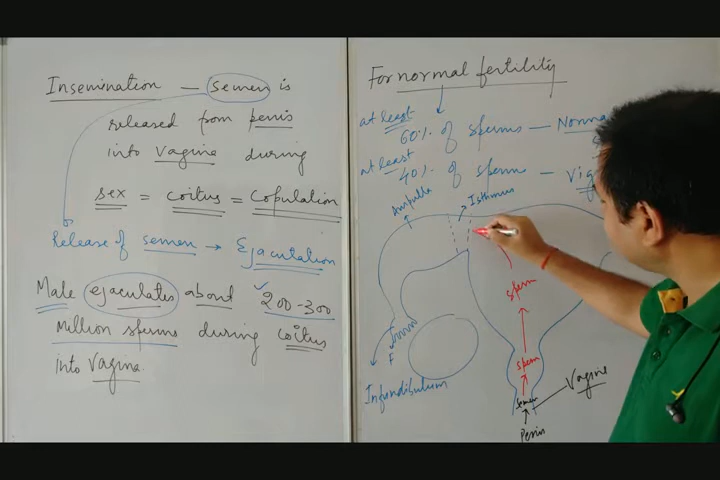 Insemination – semen is
released from penis
into vagina during
sex = coitus = copulation
Release of semen → Ejaculation
Male ejaculates about 200-300
million sperms during coitus
into vagina.
For normal fertility
at least
60% of sperms – Norma
at least
40% of sperms – Vig
Ampulla
Isthmus
F
Infundibulum
sperm
sperm
semen
Vagina
Penis